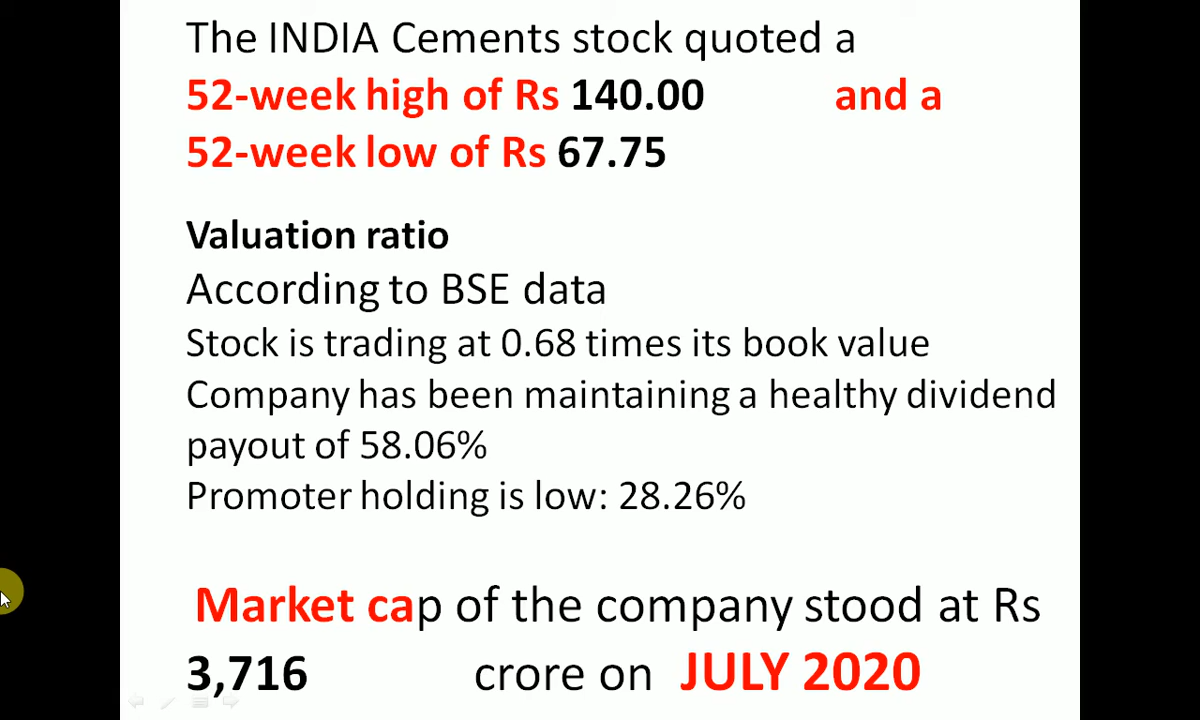 The INDIA Cements stock quoted a
52-week high of Rs 140.00 and a
52-week low of Rs 67.75
Valuation ratio
According to BSE data
Stock is trading at 0.68 times its book value
Company has been maintaining a healthy dividend
payout of 58.06%
Promoter holding is low: 28.26%
Market cap of the company stood at Rs
3,716 crore on JULY 2020